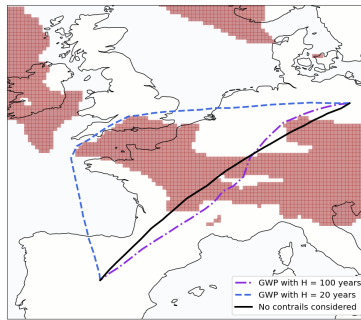 GWP with H = 100 years
GWP with H = 20 years
No contrails considered